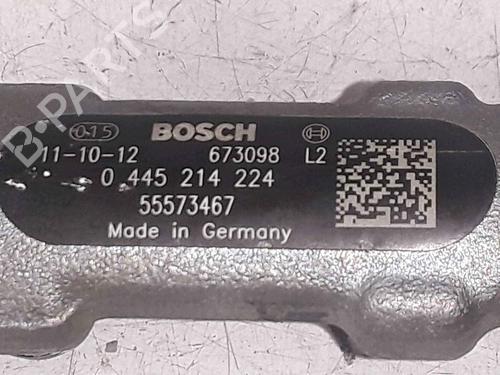 015 BOSCH
11-10-12 673098 L2
0 445 214 224
55573467
Made in Germany
B-PARTS